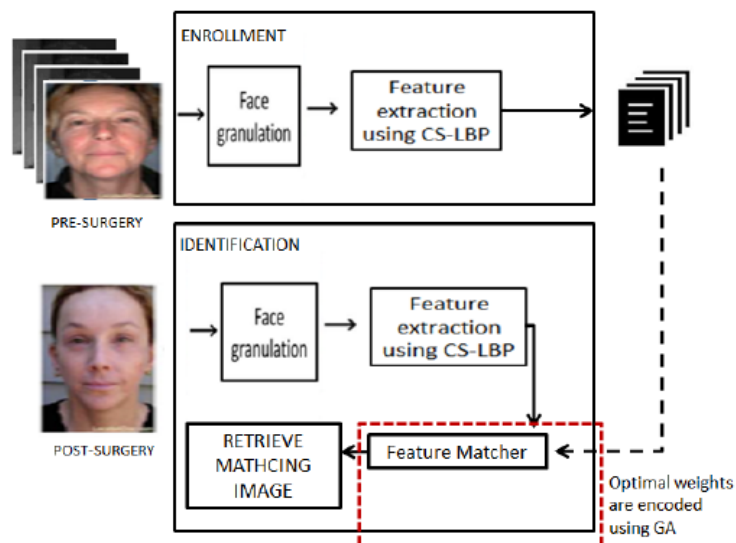 ENROLLMENT
Face
granulation
Feature
extraction
using CS-LBP
PRE-SURGERY
IDENTIFICATION
Face
granulation
Feature
extraction
using CS-LBP
POST-SURGERY
RETRIEVE
MATHCING
IMAGE
Feature Matcher
Optimal weights
are encoded
using GA